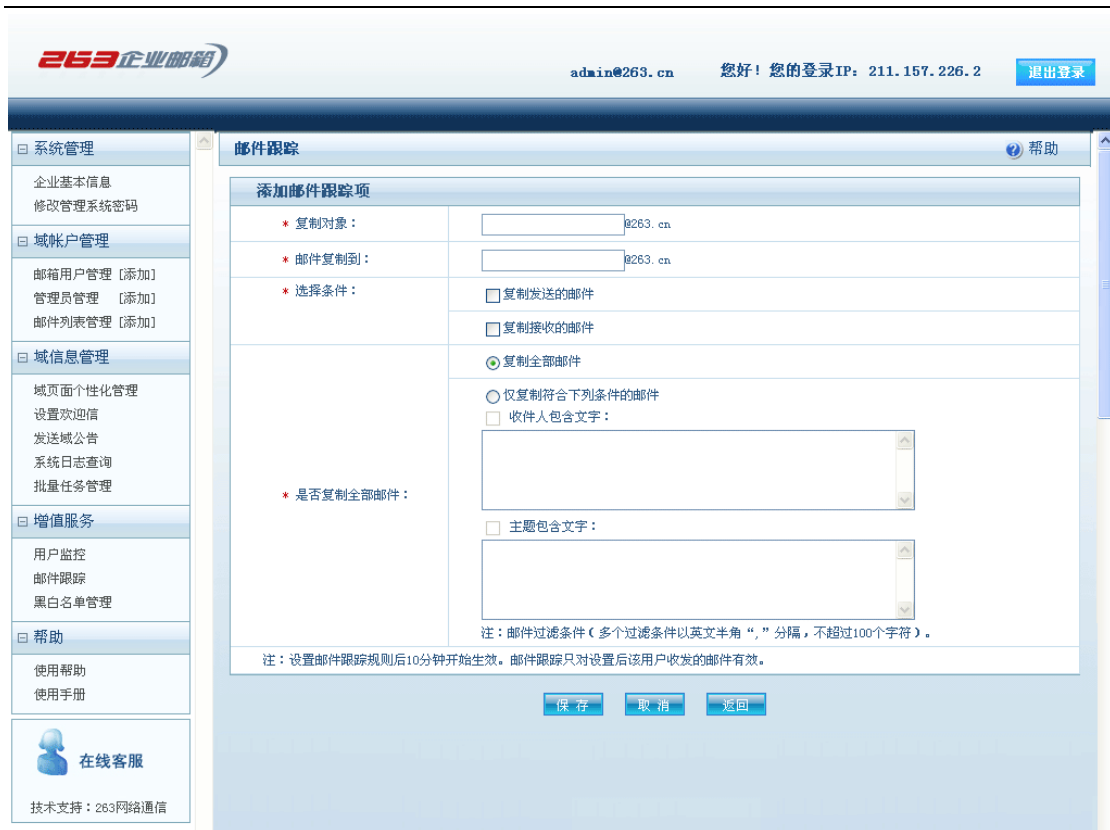 263企业邮箱
admin@263.cn 您好！您的登录IP：211.157.226.2 退出登录
系统管理
企业基本信息
修改管理系统密码
域帐户管理
邮箱用户管理 [添加]
管理员管理 [添加]
邮件列表管理 [添加]
域信息管理
域页面个性化管理
设置欢迎信
发送域公告
系统日志查询
批量任务管理
增值服务
用户监控
邮件跟踪
黑白名单管理
帮助
使用帮助
使用手册
在线客服
技术支持：263网络通信
邮件跟踪 帮助
添加邮件跟踪项
* 复制对象： @263.cn
* 邮件复制到： @263.cn
* 选择条件： 复制发送的邮件
复制接收的邮件
* 是否复制全部邮件： 复制全部邮件
仅复制符合下列条件的邮件
收件人包含文字：
主题包含文字：
注：邮件过滤条件（多个过滤条件以英文半角“,”分隔，不超过100个字符）。
注：设置邮件跟踪规则后10分钟开始生效。邮件跟踪只对设置后该用户收发的邮件有效。
保存 取消 返回